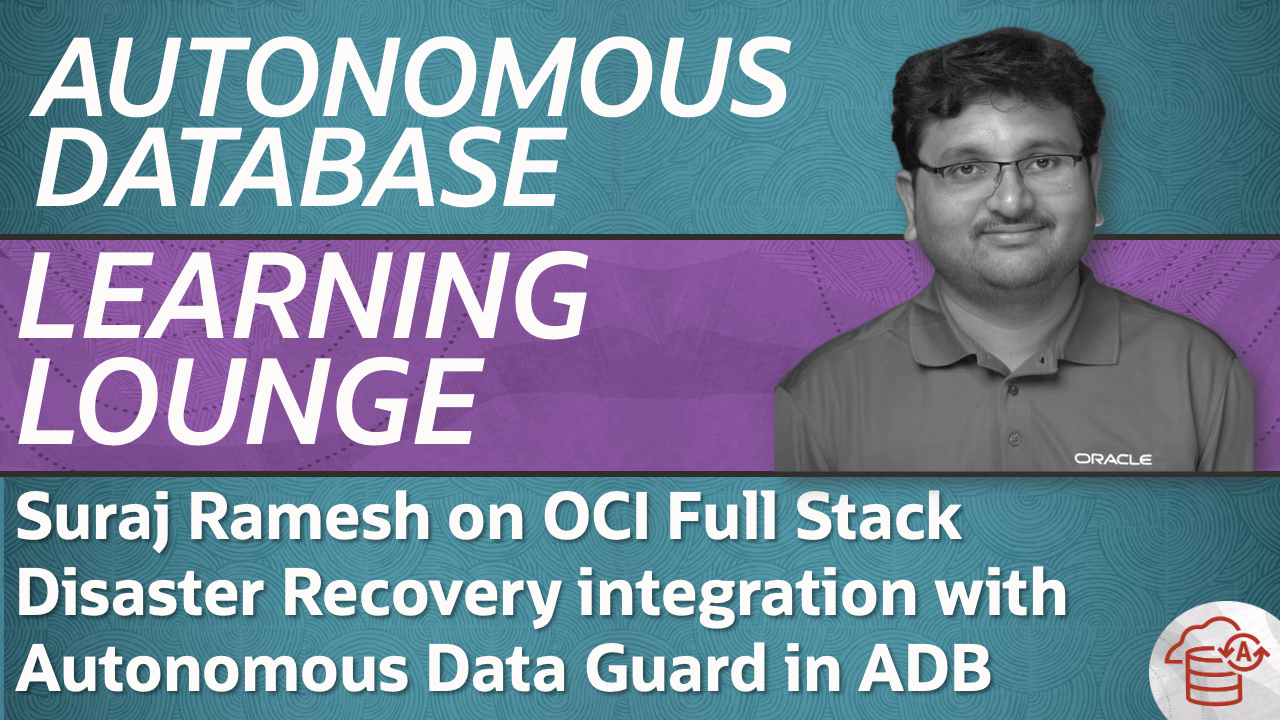 AUTONOMOUS
DATABASE
LEARNING
LOUNGE
ORACLE
Suraj Ramesh on OCI Full Stack
Disaster Recovery integration with
Autonomous Data Guard in ADB
A